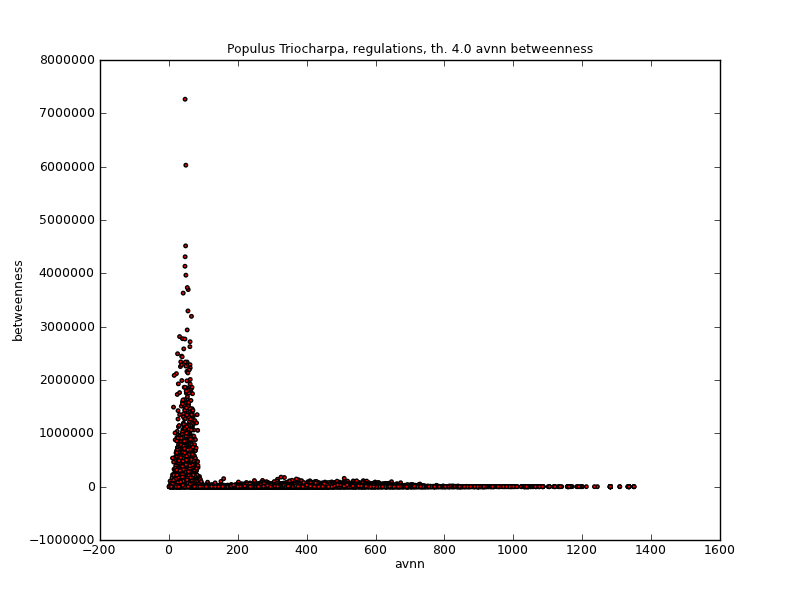 Populus Triocharpa, regulations, th. 4.0 avnn betweenness
8000000
7000000
6000000
5000000
4000000
3000000
2000000
1000000
0
−1000000
betweenness
−200 0 200 400 600 800 1000 1200 1400 1600
avnn